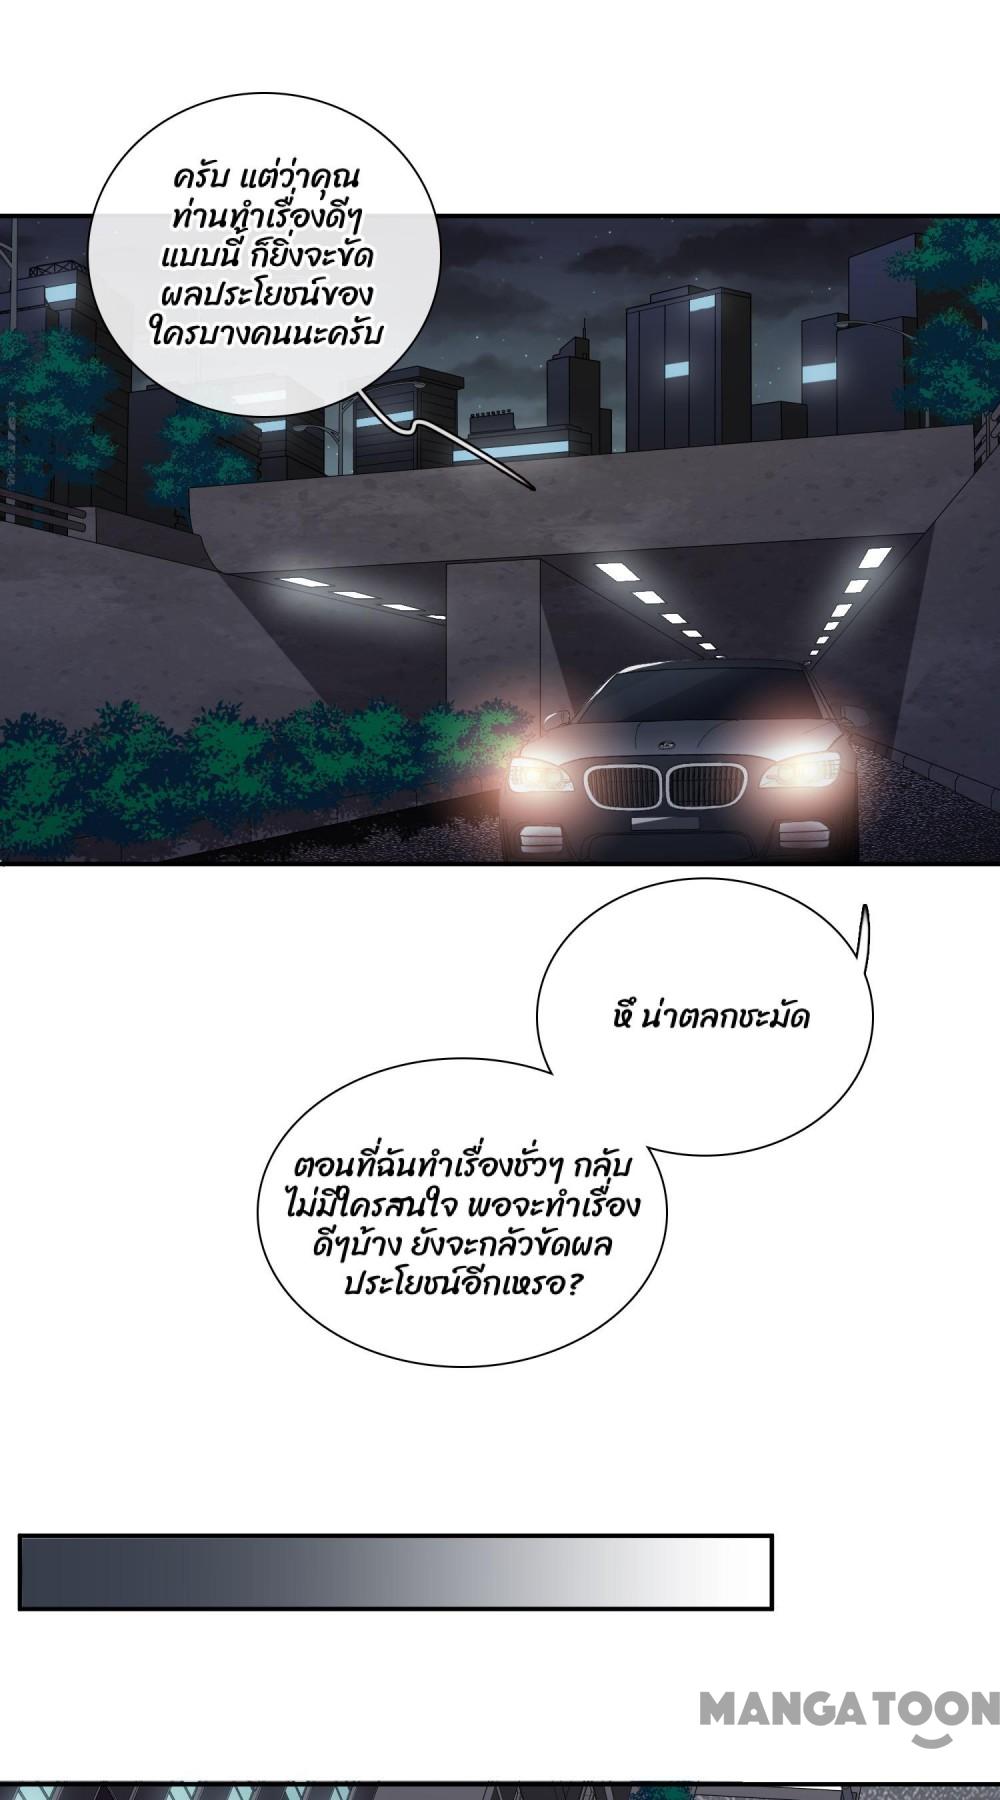 ครับ แต่ว่าคุณ
ท่านทำเรื่องดีๆ
แบบนี้ ก็ยิ่งจะขัด
ผลประโยชน์ของ
ใครบางคนนะครับ
หึ น่าตลกชะมัด
ตอนที่ฉันทำเรื่องชั่วๆ กลับ
ไม่มีใครสนใจ พอจะทำเรื่อง
ดีๆบ้าง ยังจะกลัวขัดผล
ประโยชน์อีกเหรอ?
MANGATOON